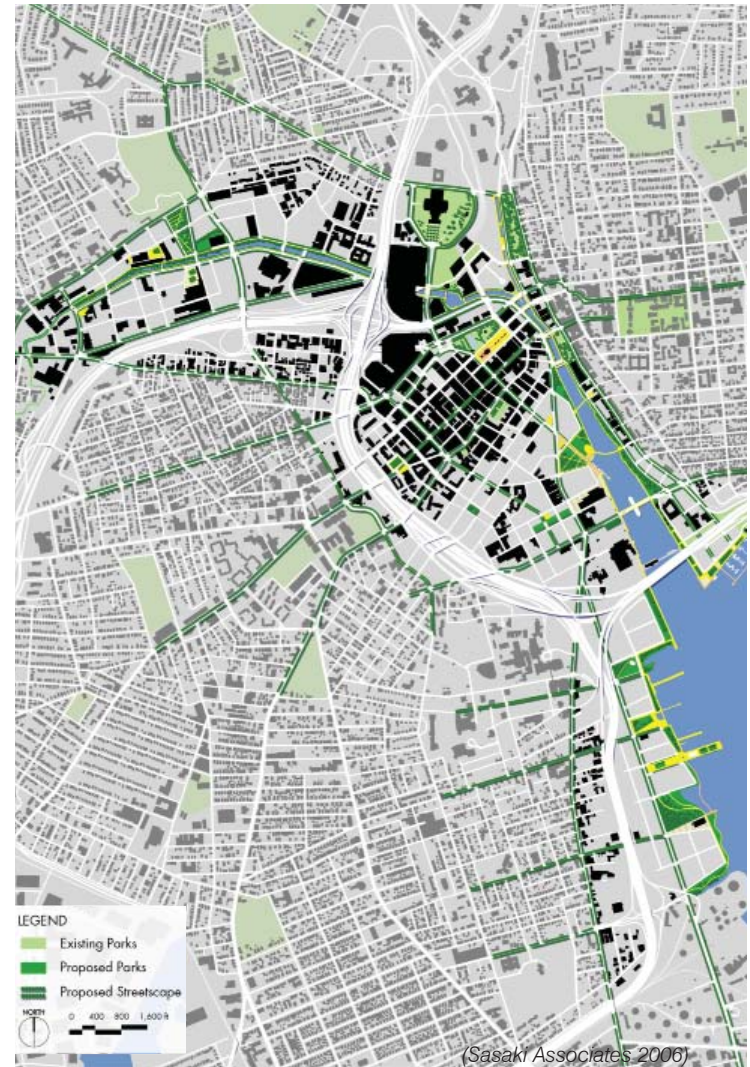 LEGEND
Existing Parks
Proposed Parks
Proposed Streetscape
NORTH
0 400 800 1,600 ft
(Sasaki Associates 2006)